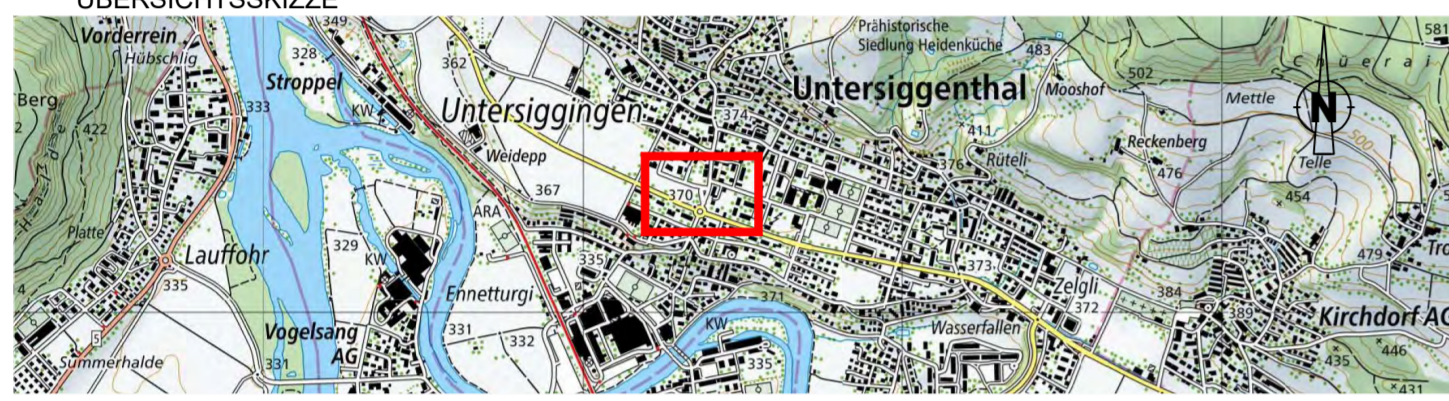 ÜBERSICHTSSKIZZE
349
Vorderrein
Hübschlig
328
Stroppel
362
Prähistorische
Siedlung Heidenküche
483
581
Chüerai
Berg
333
KW
Untersiggingen
Untersiggenthal
Mooshof
502
Mettle
N
422
374
411
Reckenberg
500
Weidepp
376
Rüteli
Telle
367
370
476
454
Platte
ARA
Lauffohr
329
KW
335
373
479
335
Ennetturgi
371
Zelgli
372
384
389
Kirchdorf AG
5
Vogelsang
AG
331
332
KW
Wasserfallen
Summerhalde
331
335
435
446
431